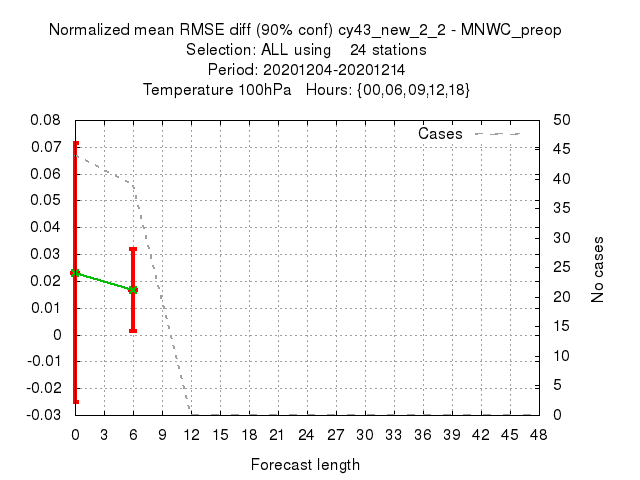 Normalized mean RMSE diff (90% conf) cy43_new_2_2 - MNWC_preop
Selection: ALL using    24 stations
Period: 20201204-20201214
Temperature 100hPa   Hours: {00,06,09,12,18}
Cases
0.08
0.07
0.06
0.05
0.04
0.03
0.02
0.01
0
-0.01
-0.02
-0.03
50
45
40
35
30
25
20
15
10
5
0
No cases
0 3 6 9 12 15 18 21 24 27 30 33 36 39 42 45 48
Forecast length